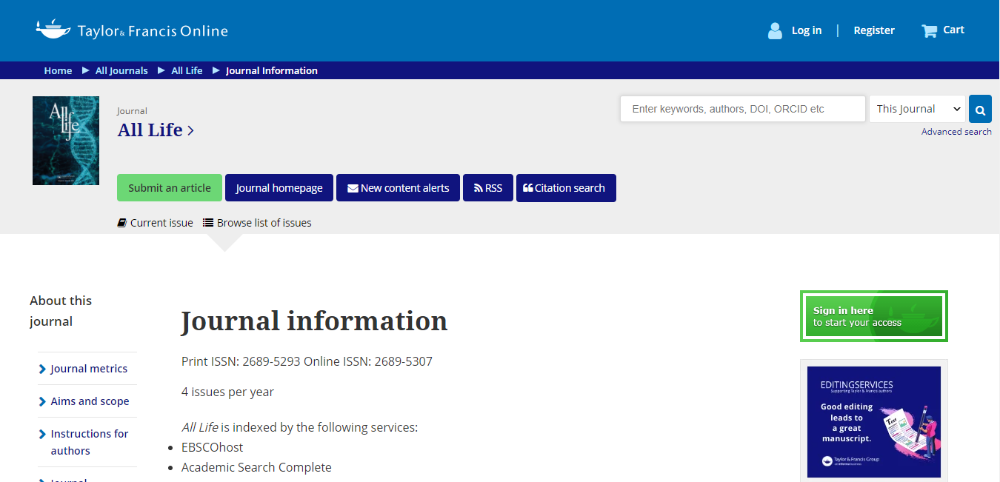 Taylor & Francis Online
Log in
Register
Cart
Home
All Journals
All Life
Journal Information
All
life
Journal
All Life
Enter keywords, authors, DOI, ORCID etc
This Journal
Advanced search
Submit an article
Journal homepage
New content alerts
RSS
Citation search
Current issue
Browse list of issues
About this
journal
Journal metrics
Aims and scope
Instructions for
authors
Journal
Journal information
Print ISSN: 2689-5293 Online ISSN: 2689-5307
4 issues per year
All Life is indexed by the following services:
EBSCOhost
Academic Search Complete
Sign in here
to start your access
EDITINGSERVICES
Supporting Taylor & Francis authors
Good editing
leads to
a great
manuscript.
Text
Taylor & Francis Group
an informa business